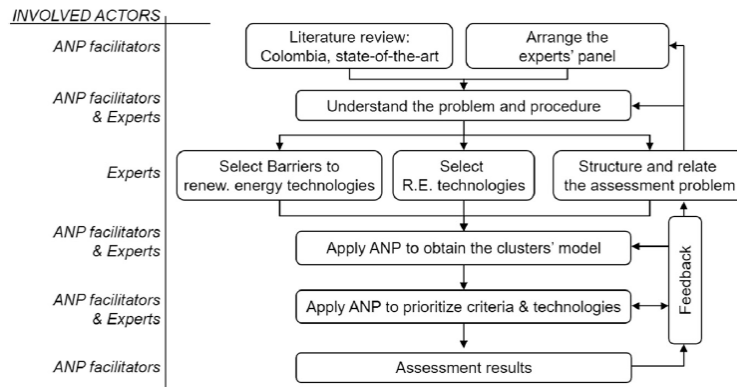 INVOLVED ACTORS
ANP facilitators
Literature review:
Colombia, state-of-the-art
Arrange the
experts' panel
ANP facilitators
& Experts
Understand the problem and procedure
Experts
Select Barriers to
renew. energy technologies
Select
R.E. technologies
Structure and relate
the assessment problem
ANP facilitators
& Experts
Apply ANP to obtain the clusters' model
Feedback
ANP facilitators
& Experts
Apply ANP to prioritize criteria & technologies
ANP facilitators
Assessment results